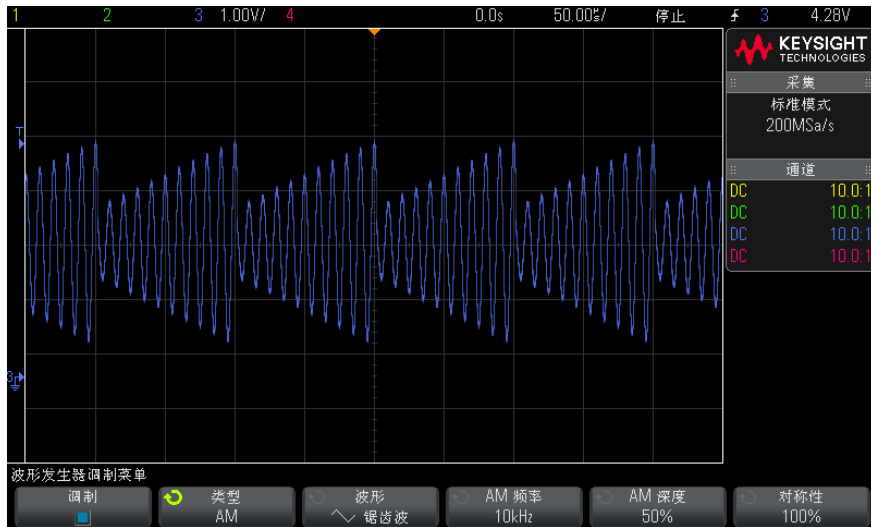 1 2 3 1.00V/ 4 0.0s 50.00㎲/ 停止 3 4.28V
KEYSIGHT
TECHNOLOGIES
采集
标准模式
200MSa/s
通道
DC 10.0:1
DC 10.0:1
DC 10.0:1
DC 10.0:1
T
3
波形发生器调制菜单
调制 类型 波形 AM 频率 AM 深度 对称性
AM 锯齿波 10kHz 50% 100%